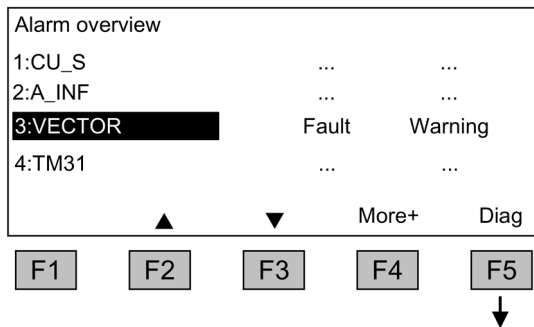 Alarm overview
1:CU_S ... ...
2:A_INF ... ...
3:VECTOR Fault Warning
4:TM31 ... ...
▲ ▼ More+ Diag
F1 F2 F3 F4 F5